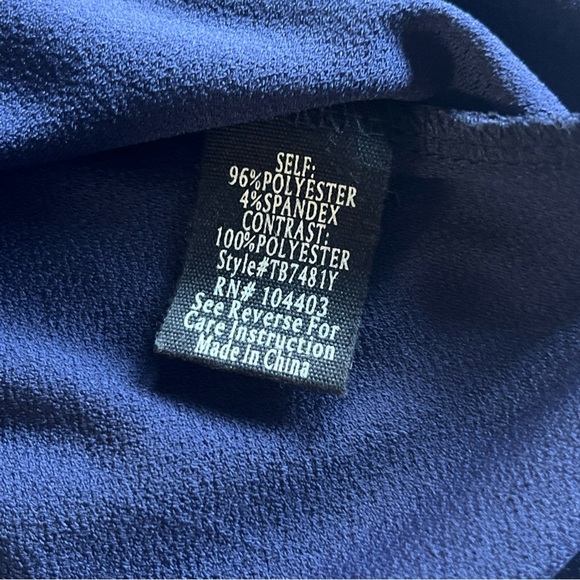 SELF:
96%POLYESTER
4%SPANDEX
CONTRAST:
100%POLYESTER
Style#TB7481Y
RN# 104403
See Reverse For
Care Instruction
Made in China